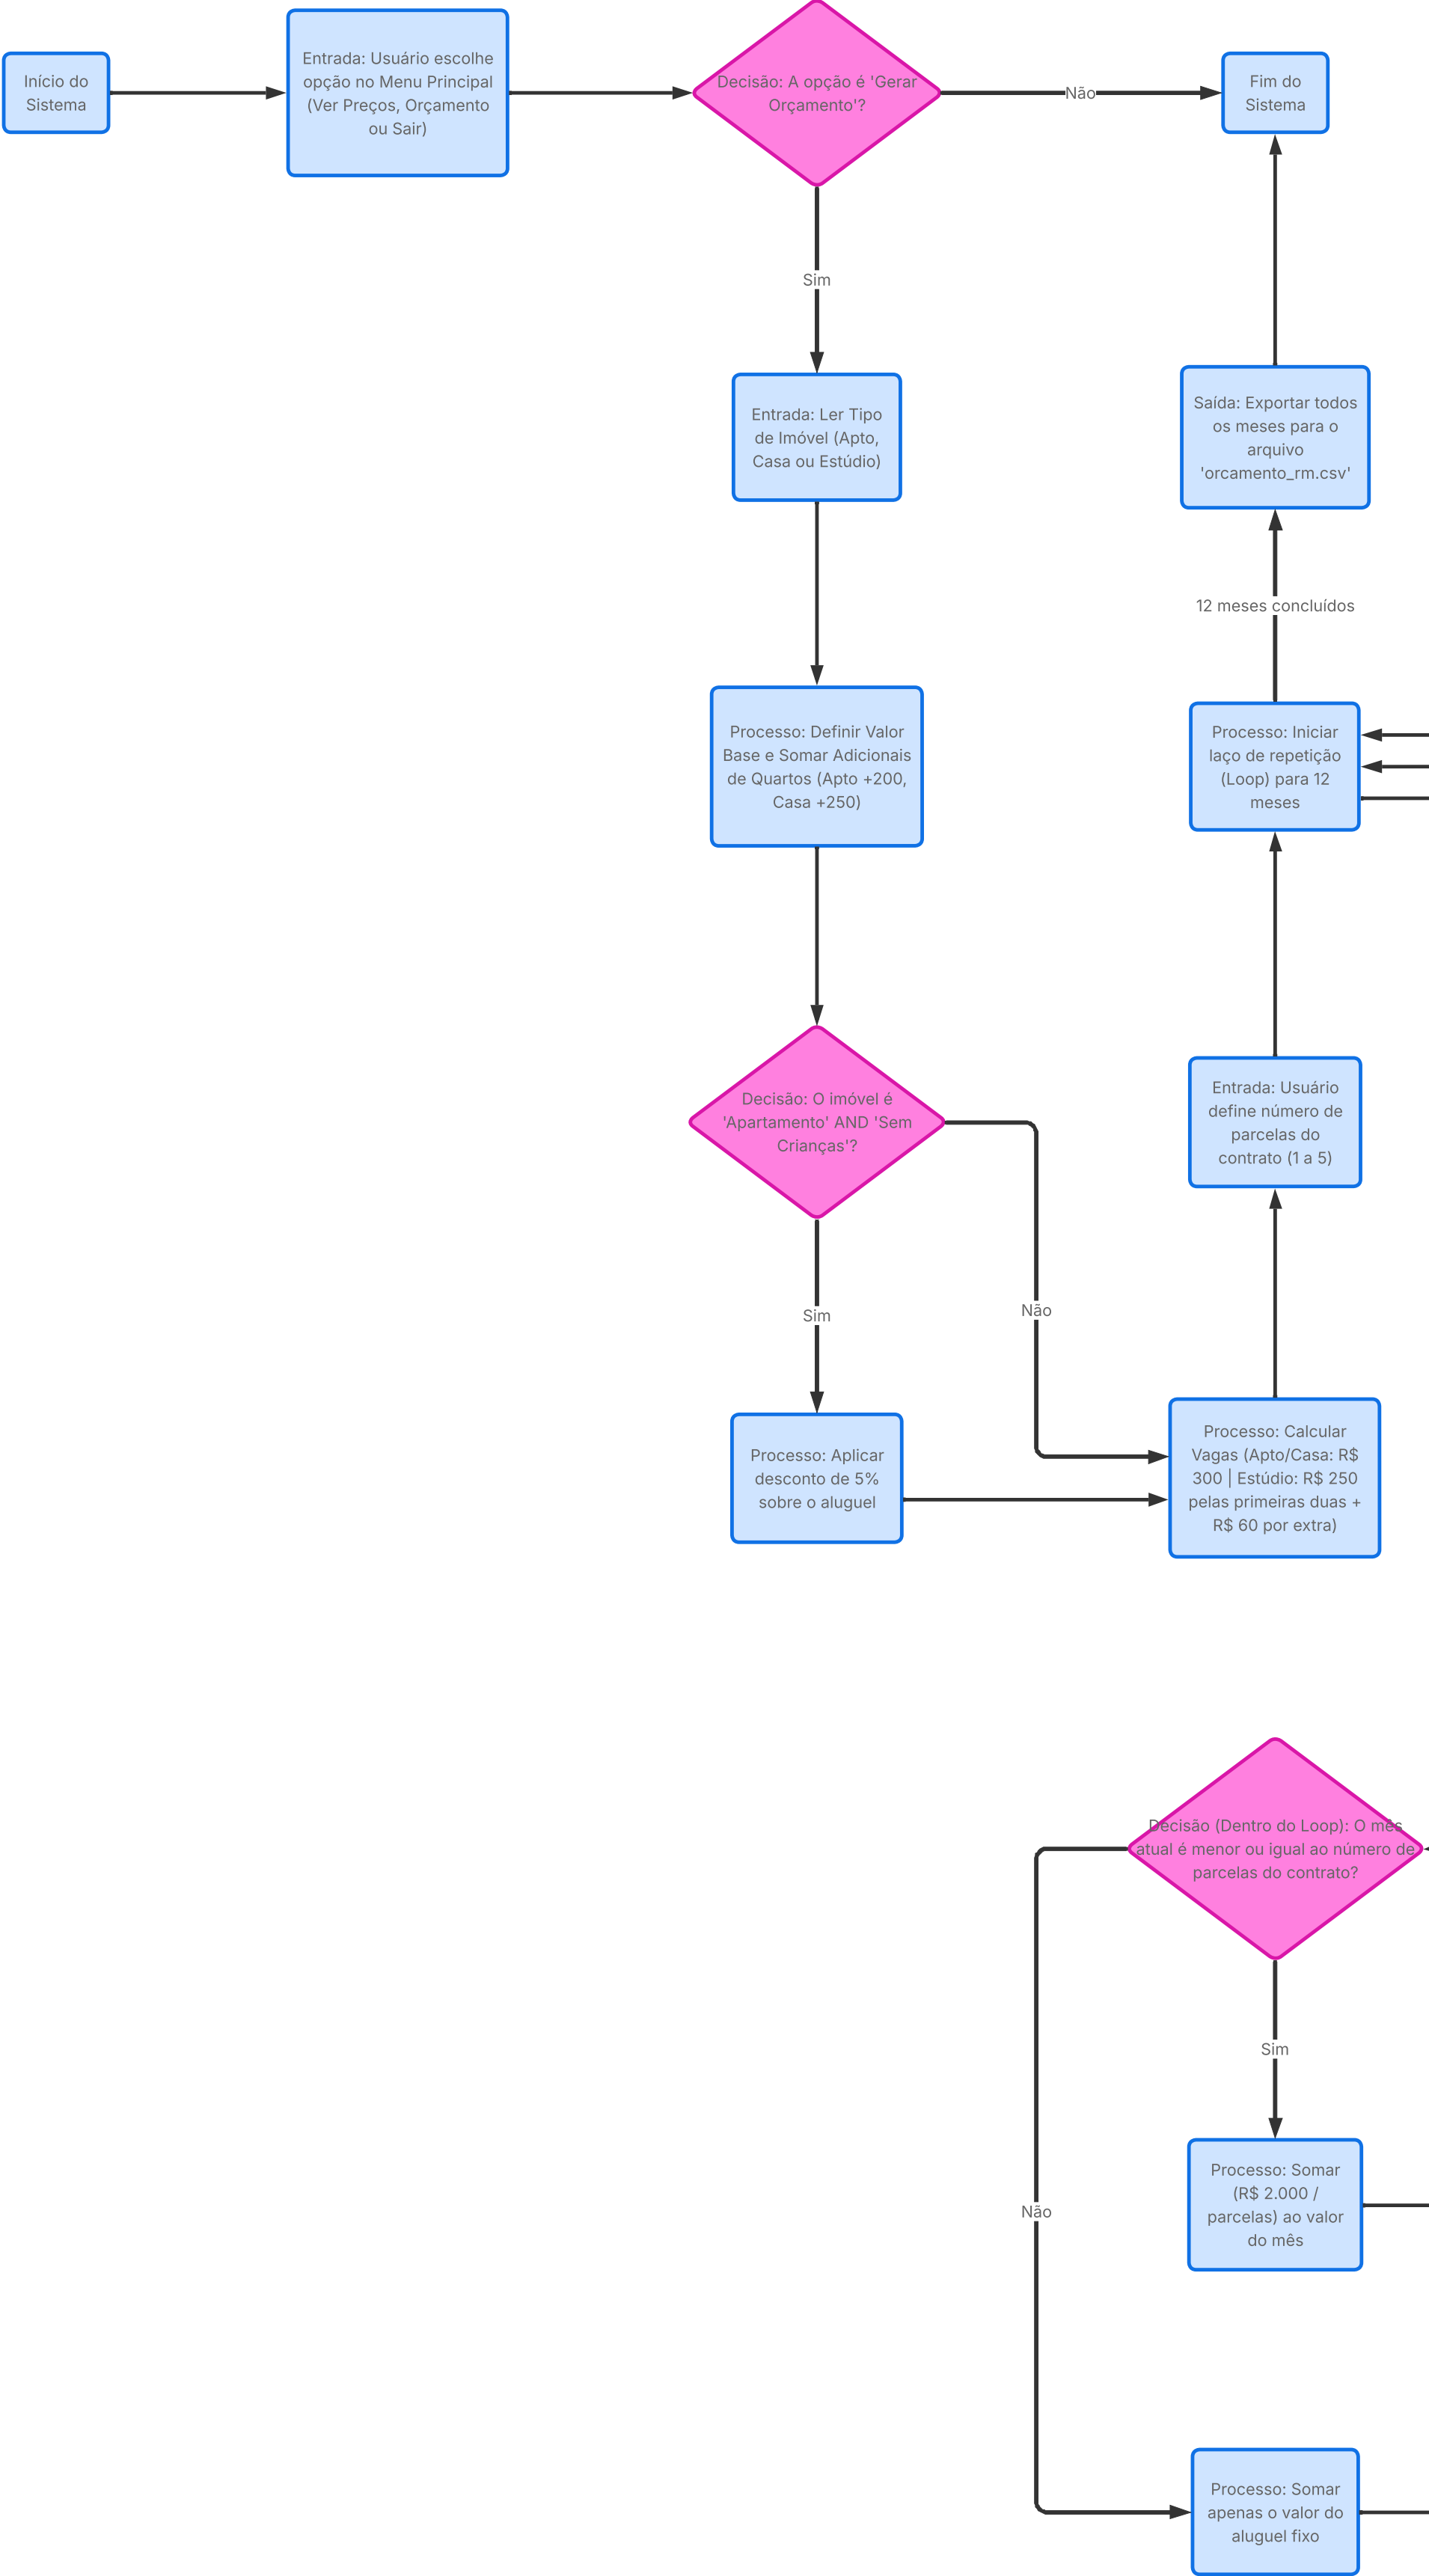 Início do
Sistema
Entrada: Usuário escolhe
opção no Menu Principal
(Ver Preços, Orçamento
ou Sair)
Decisão: A opção é 'Gerar
Orçamento'?
Não
Fim do
Sistema
Sim
Entrada: Ler Tipo
de Imóvel (Apto,
Casa ou Estúdio)
Saída: Exportar todos
os meses para o
arquivo
'orcamento_rm.csv'
12 meses concluídos
Processo: Definir Valor
Base e Somar Adicionais
de Quartos (Apto +200,
Casa +250)
Processo: Iniciar
laço de repetição
(Loop) para 12
meses
Decisão: O imóvel é
'Apartamento' AND 'Sem
Crianças'?
Entrada: Usuário
define número de
parcelas do
contrato (1 a 5)
Sim
Não
Processo: Aplicar
desconto de 5%
sobre o aluguel
Processo: Calcular
Vagas (Apto/Casa: R$
300 | Estúdio: R$ 250
pelas primeiras duas +
R$ 60 por extra)
Decisão (Dentro do Loop): O mês
atual é menor ou igual ao número de
parcelas do contrato?
Sim
Processo: Somar
(R$ 2.000 /
parcelas) ao valor
do mês
Não
Processo: Somar
apenas o valor do
aluguel fixo